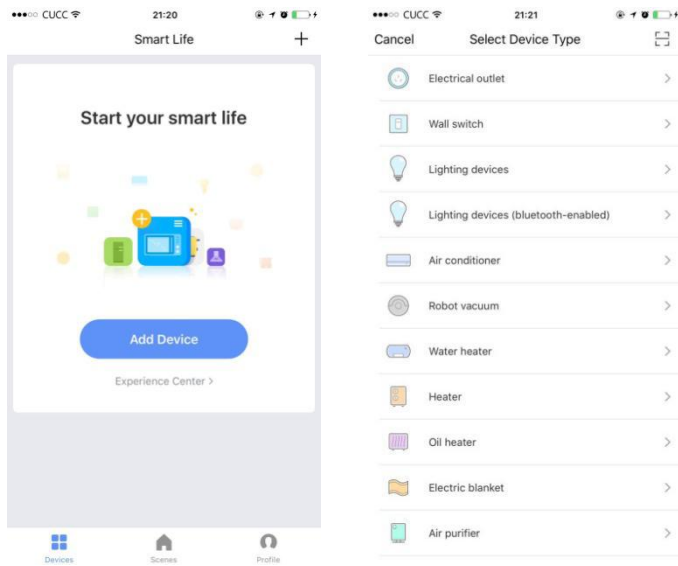 CUCC 21:20
Smart Life +
Start your smart life
Add Device
Experience Center >
Devices Scenes Profile
CUCC 21:21
Cancel Select Device Type
Electrical outlet
Wall switch
Lighting devices
Lighting devices (bluetooth-enabled)
Air conditioner
Robot vacuum
Water heater
Heater
Oil heater
Electric blanket
Air purifier